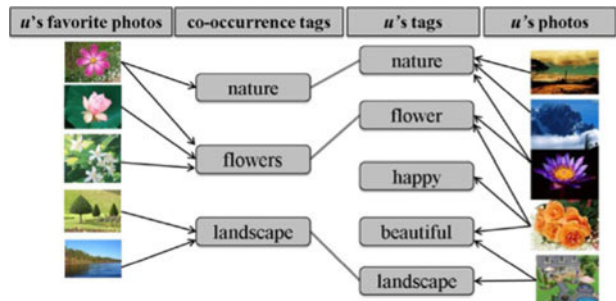 u's favorite photos co-occurrence tags u's tags u's photos
nature
flowers
landscape
nature
flower
happy
beautiful
landscape